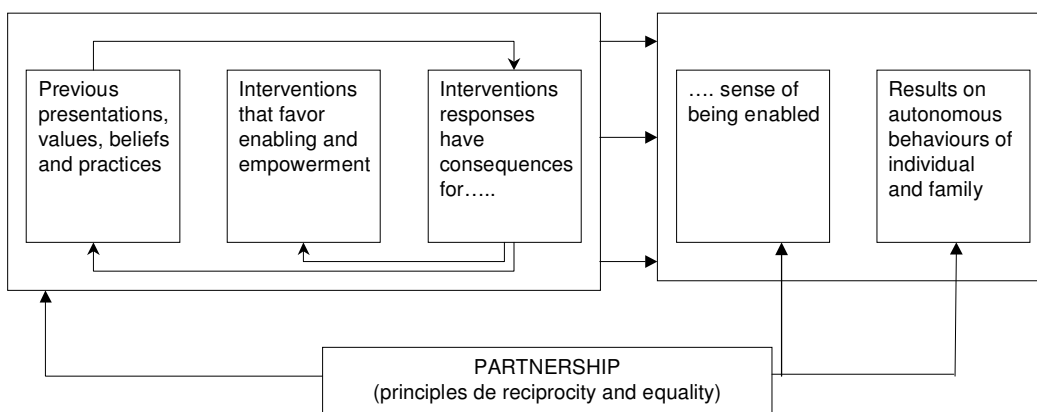 Previous
presentations,
values, beliefs
and practices
Interventions
that favor
enabling and
empowerment
Interventions
responses
have
consequences
for…..
…. sense of
being enabled
Results on
autonomous
behaviours of
individual
and family
PARTNERSHIP
(principles de reciprocity and equality)